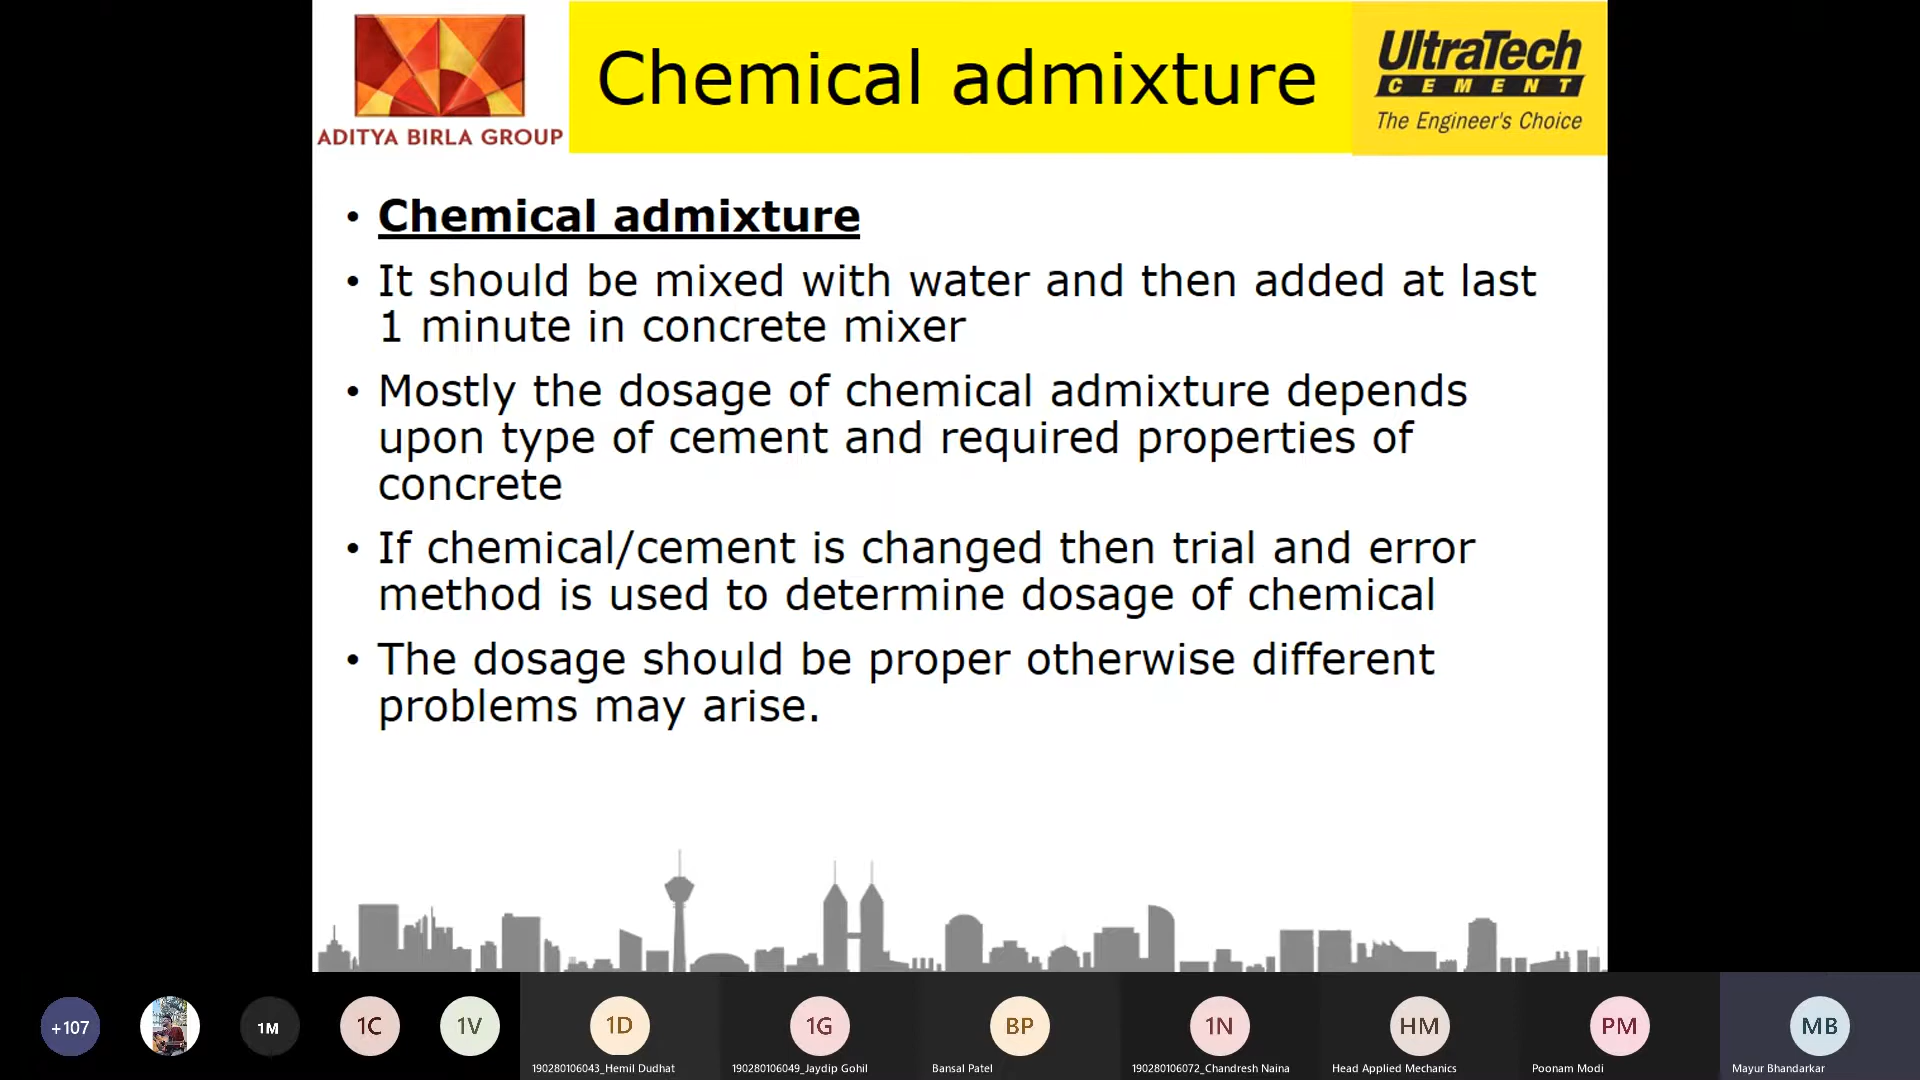 ADITYA BIRLA GROUP
Chemical admixture
UltraTech
CEMENT
The Engineer's Choice
• Chemical admixture
• It should be mixed with water and then added at last
1 minute in concrete mixer
• Mostly the dosage of chemical admixture depends
upon type of cement and required properties of
concrete
• If chemical/cement is changed then trial and error
method is used to determine dosage of chemical
• The dosage should be proper otherwise different
problems may arise.
+107
1M
1C
1V
1D
1G
BP
1N
HM
PM
MB
190280106043_Hemil Dudhat
190280106049_Jaydip Gohil
Bansal Patel
190280106072_Chandresh Naina
Head Applied Mechanics
Poonam Modi
Mayur Bhandarkar